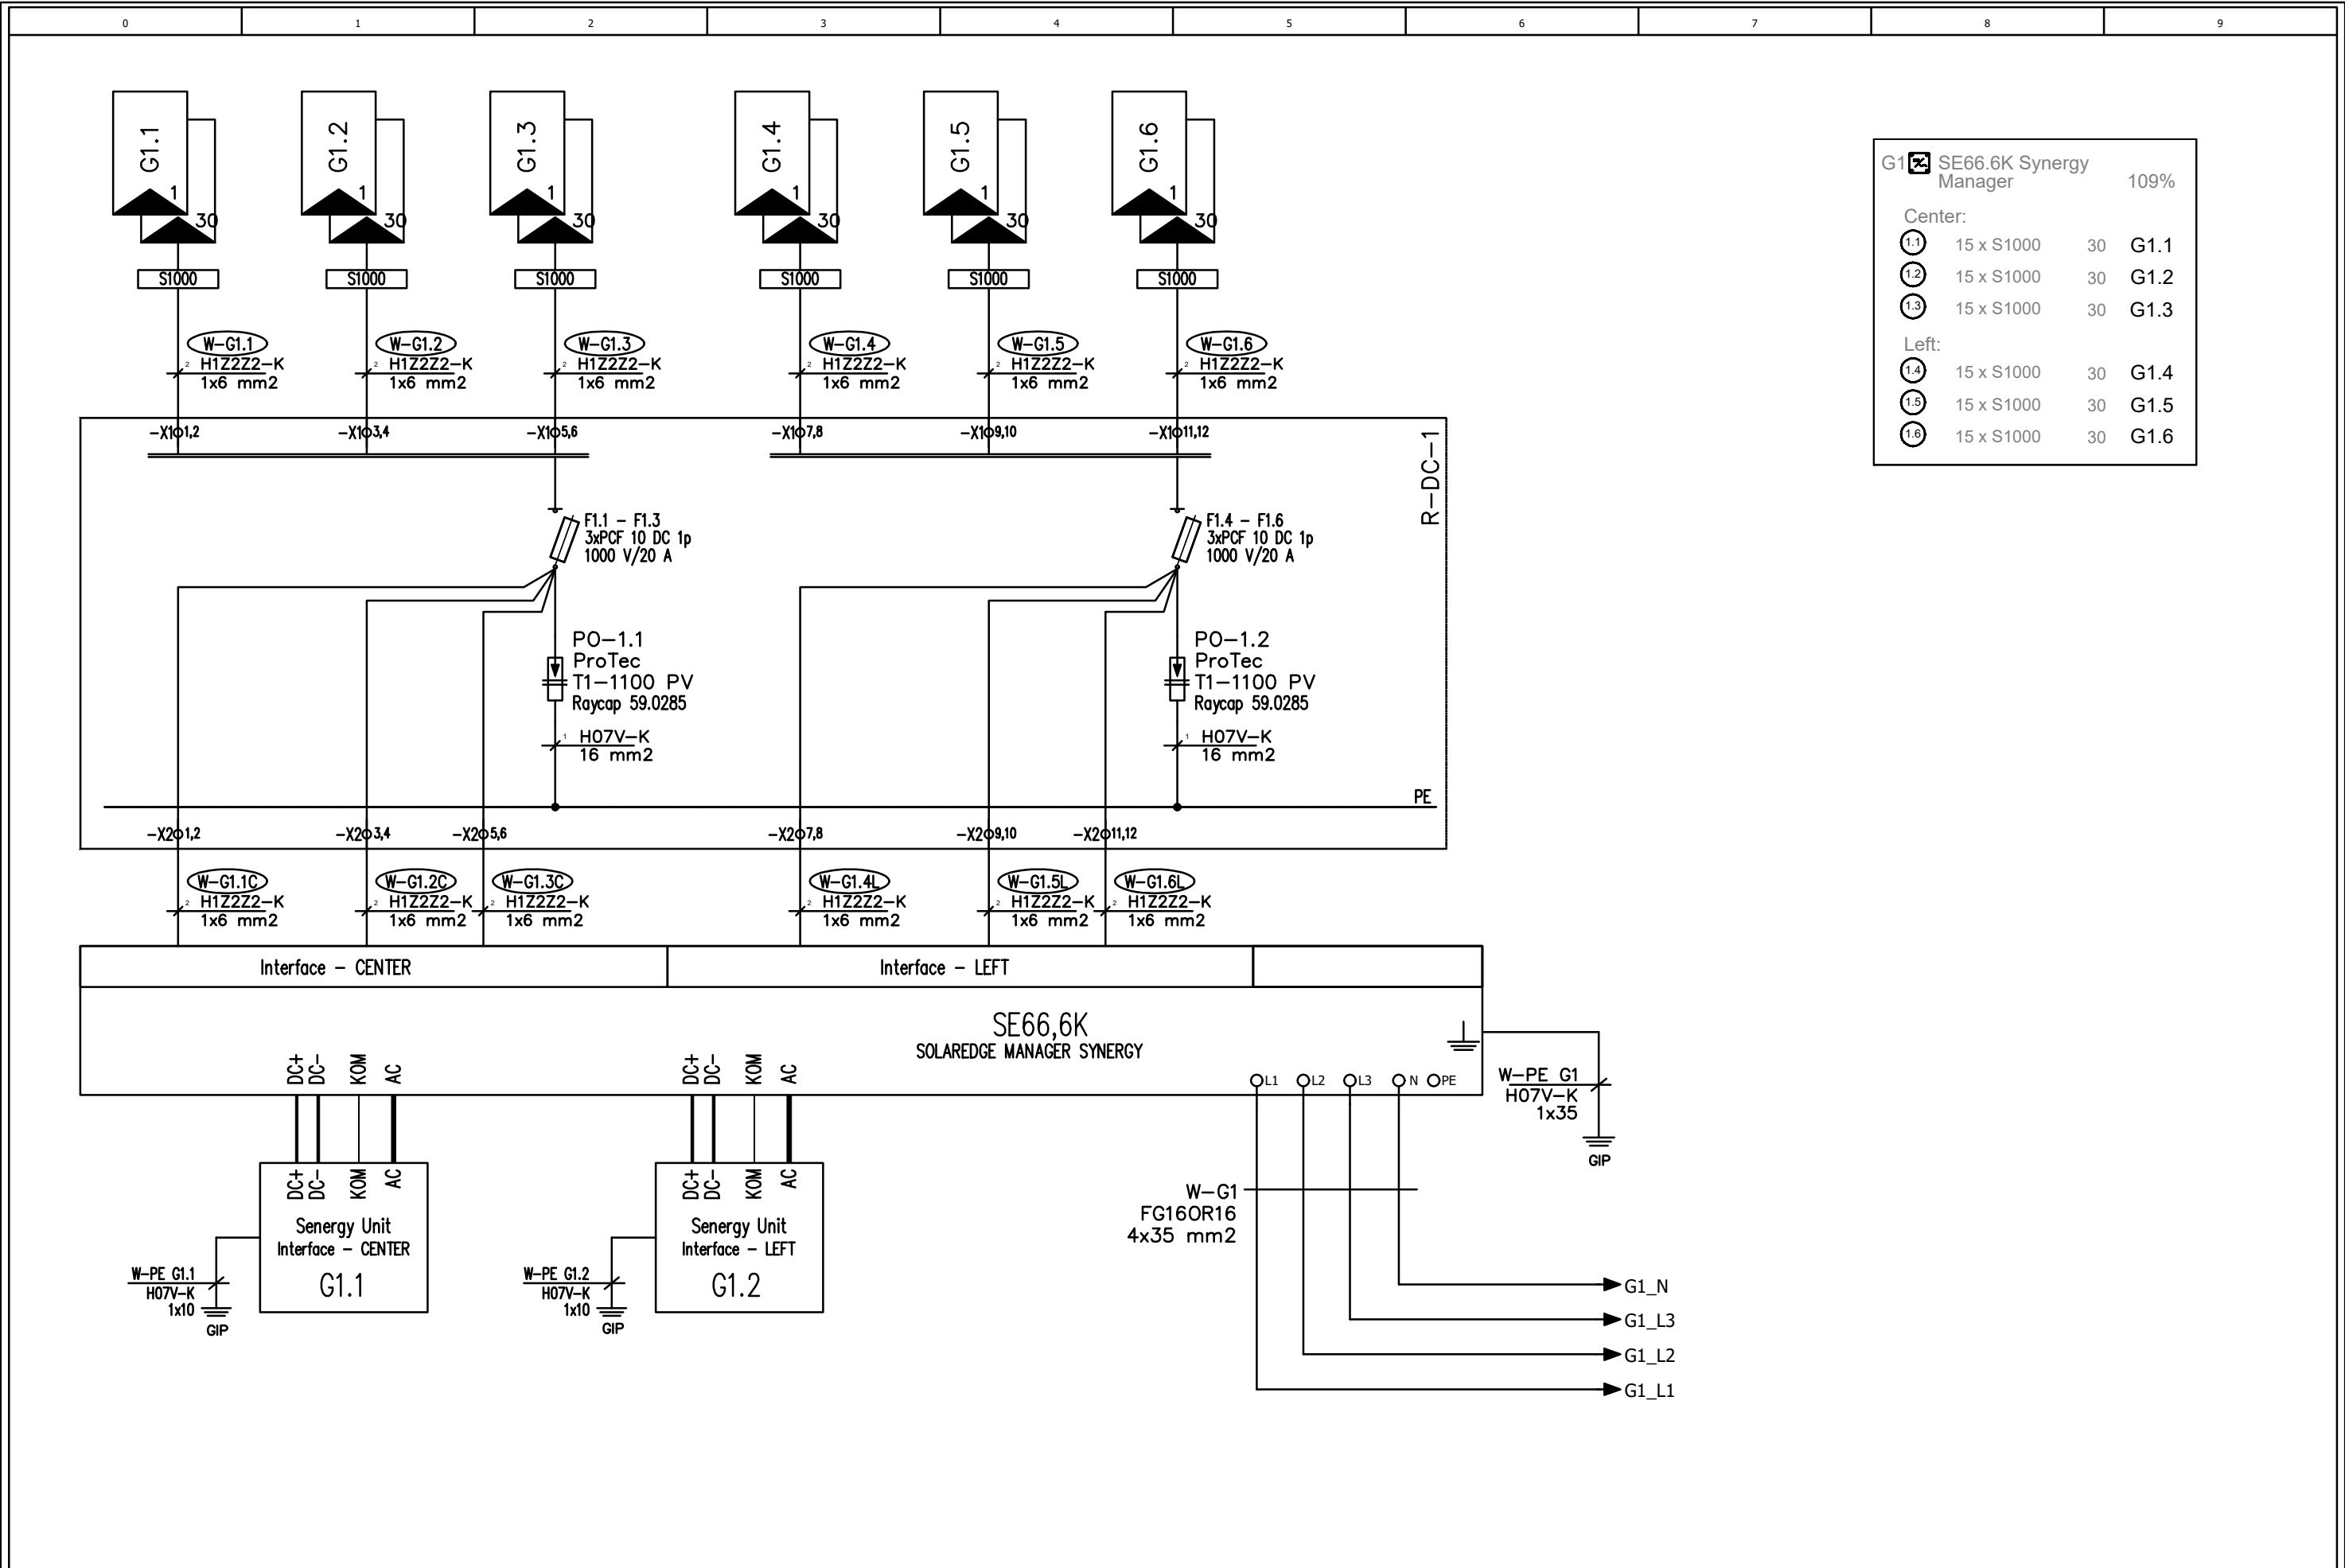 0 1 2 3 4 5 6 7 8 9
G1.1 1 30
G1.2 1 30
G1.3 1 30
G1.4 1 30
G1.5 1 30
G1.6 1 30
S1000 S1000 S1000 S1000 S1000 S1000
G1 SE66.6K Synergy
Manager 109%
Center:
1.1 15 x S1000 30 G1.1
1.2 15 x S1000 30 G1.2
1.3 15 x S1000 30 G1.3
Left:
1.4 15 x S1000 30 G1.4
1.5 15 x S1000 30 G1.5
1.6 15 x S1000 30 G1.6
W-G1.1
2 H1Z2Z2-K
1x6 mm2
W-G1.2
2 H1Z2Z2-K
1x6 mm2
W-G1.3
2 H1Z2Z2-K
1x6 mm2
W-G1.4
2 H1Z2Z2-K
1x6 mm2
W-G1.5
2 H1Z2Z2-K
1x6 mm2
W-G1.6
2 H1Z2Z2-K
1x6 mm2
-X1 1,2 -X1 3,4 -X1 5,6 -X1 7,8 -X1 9,10 -X1 11,12
R-DC-1
F1.1 - F1.3
3xPCF 10 DC 1p
1000 V/20 A
F1.4 - F1.6
3xPCF 10 DC 1p
1000 V/20 A
PO-1.1
ProTec
T1-1100 PV
Raycap 59.0285
1 H07V-K
16 mm2
PO-1.2
ProTec
T1-1100 PV
Raycap 59.0285
1 H07V-K
16 mm2
PE
-X2 1,2 -X2 3,4 -X2 5,6 -X2 7,8 -X2 9,10 -X2 11,12
W-G1.1C
2 H1Z2Z2-K
1x6 mm2
W-G1.2C
2 H1Z2Z2-K
1x6 mm2
W-G1.3C
2 H1Z2Z2-K
1x6 mm2
W-G1.4L
2 H1Z2Z2-K
1x6 mm2
W-G1.5L
2 H1Z2Z2-K
1x6 mm2
W-G1.6L
2 H1Z2Z2-K
1x6 mm2
Interface - CENTER Interface - LEFT
SE66,6K
SOLAREDGE MANAGER SYNERGY
DC+ DC- KOM AC DC+ DC- KOM AC
L1 L2 L3 N PE
W-PE G1
H07V-K
1x35
GIP
DC+ DC- KOM AC
Senergy Unit
Interface - CENTER
G1.1
W-PE G1.1
H07V-K
1x10
GIP
DC+ DC- KOM AC
Senergy Unit
Interface - LEFT
G1.2
W-PE G1.2
H07V-K
1x10
GIP
W-G1
FG16OR16
4x35 mm2
G1_N
G1_L3
G1_L2
G1_L1